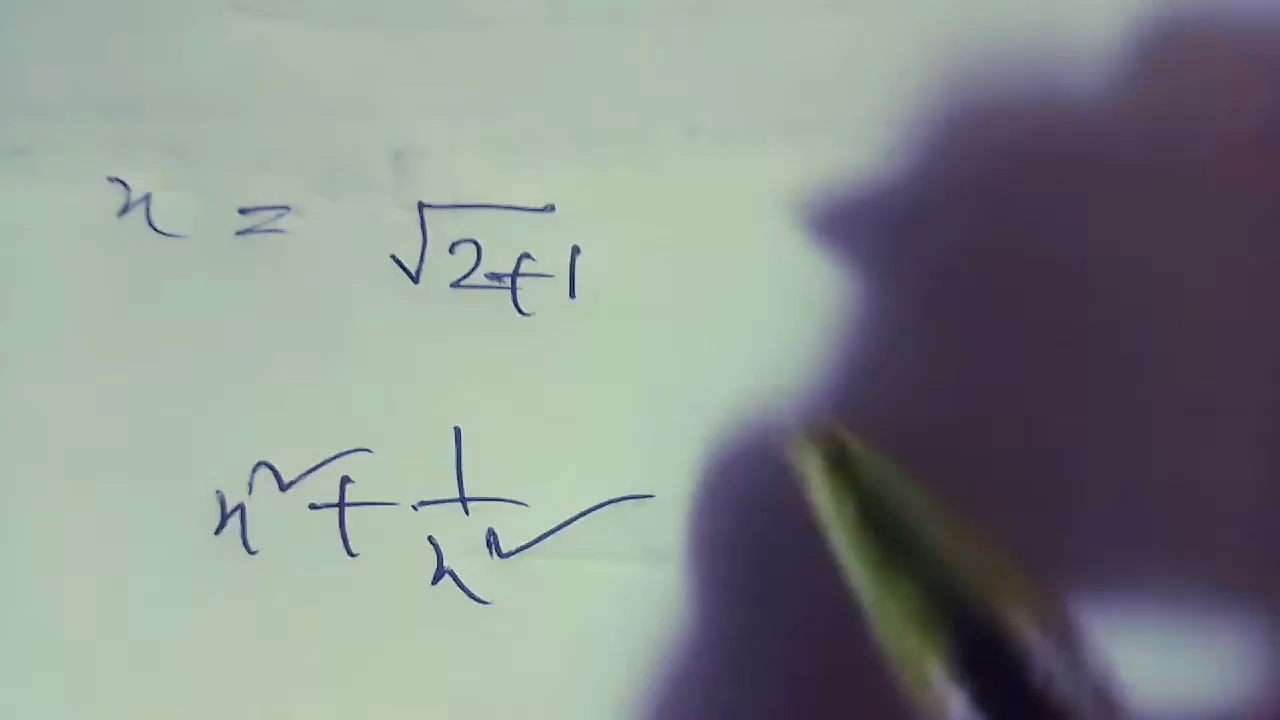 x = √2+1
x² + 1/x²